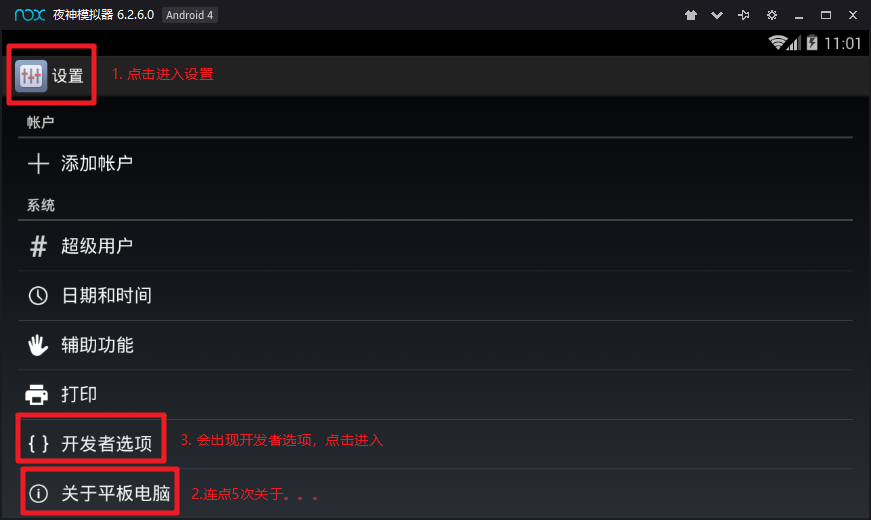 nox 夜神模拟器 6.2.6.0 Android 4
11:01
设置 1. 点击进入设置
帐户
添加帐户
系统
超级用户
日期和时间
辅助功能
打印
{ } 开发者选项 3. 会出现开发者选项，点击进入
关于平板电脑 2.连点5次关于。。。